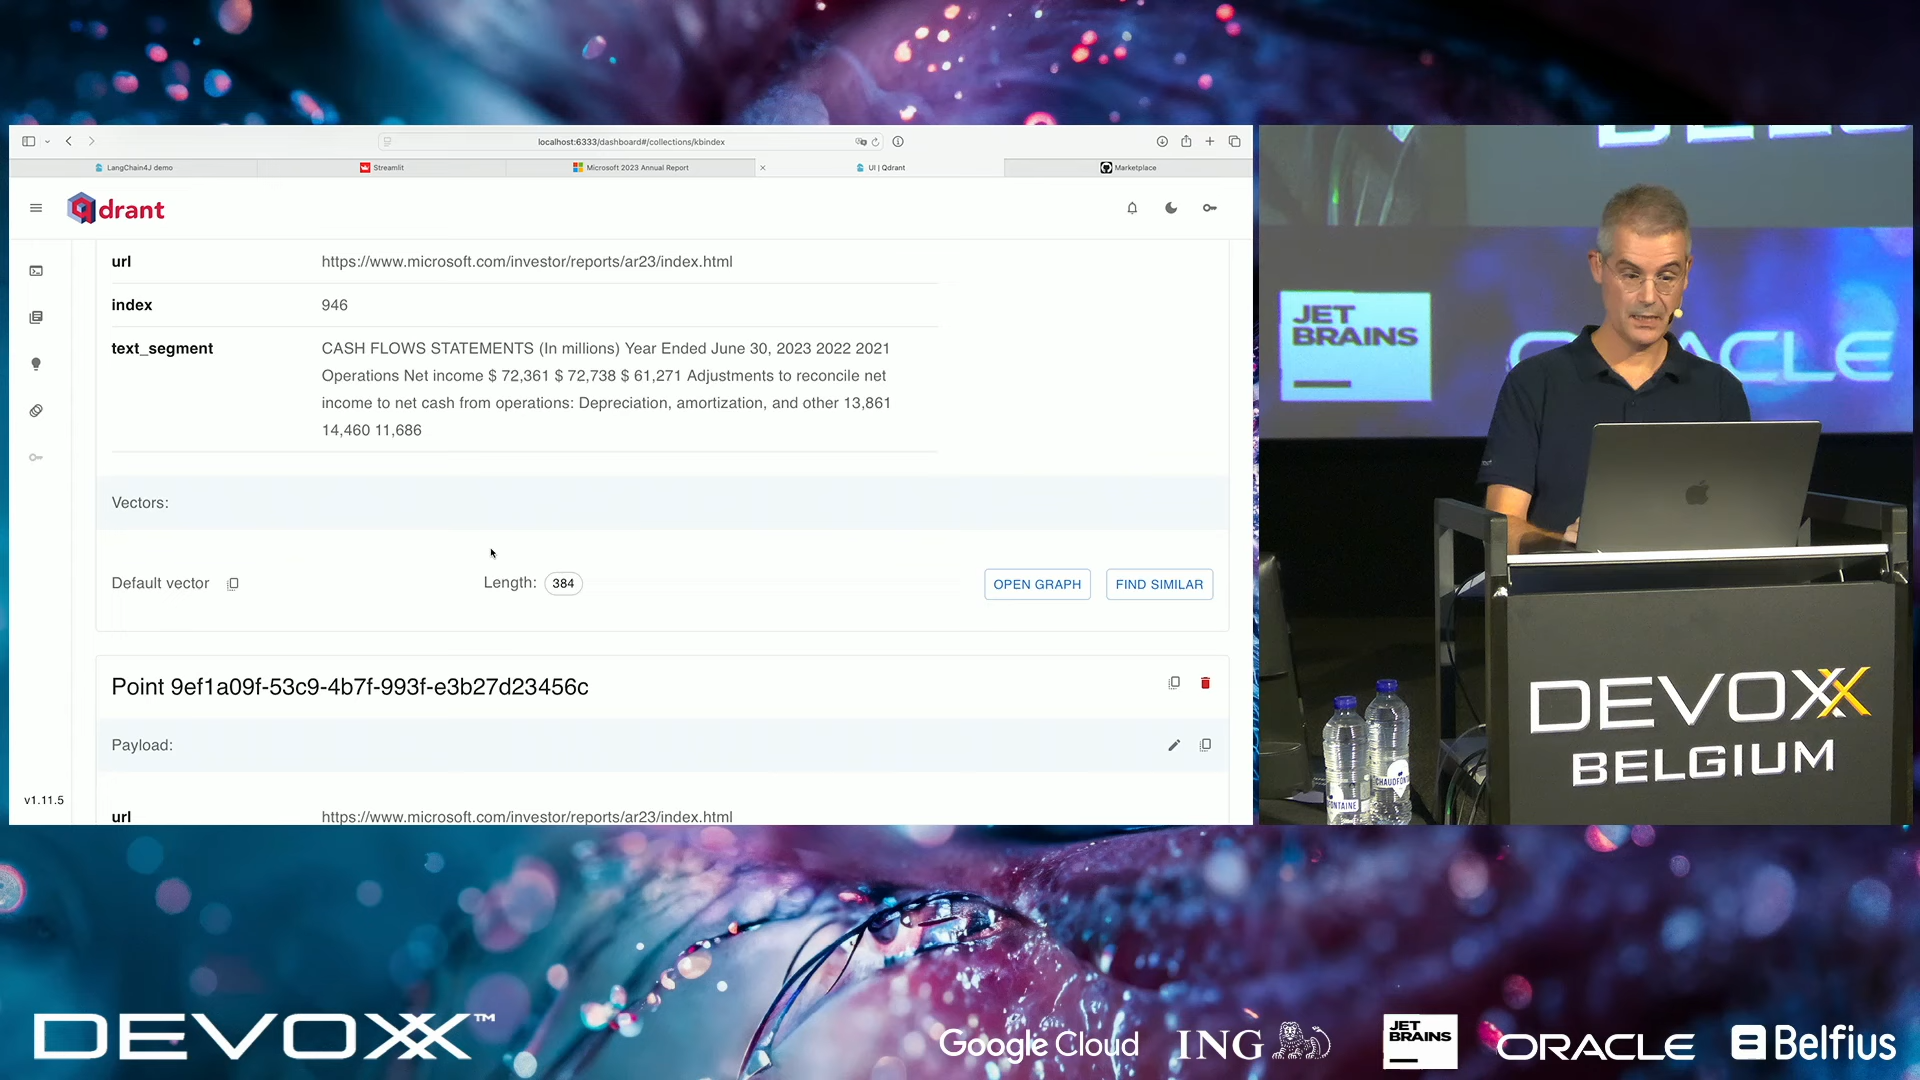 localhost:6333/dashboard#/collections/kbindex
LangChain4J demo
Streamlit
Microsoft 2023 Annual Report
UI | Qdrant
Marketplace
qdrant
url
https://www.microsoft.com/investor/reports/ar23/index.html
index
946
text_segment
CASH FLOWS STATEMENTS (In millions) Year Ended June 30, 2023 2022 2021
Operations Net income $ 72,361 $ 72,738 $ 61,271 Adjustments to reconcile net
income to net cash from operations: Depreciation, amortization, and other 13,861
14,460 11,686
Vectors:
Default vector
Length: 384
OPEN GRAPH
FIND SIMILAR
Point 9ef1a09f-53c9-4b7f-993f-e3b27d23456c
Payload:
v1.11.5
url
https://www.microsoft.com/investor/reports/ar23/index.html
JET
BRAINS
ORACLE
CHAUDFONTAINE
DEVOXX
BELGIUM
DEVOXX™
Google Cloud
ING
JET
BRAINS
ORACLE
Belfius